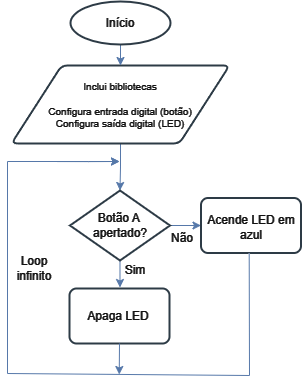 Início
Inclui bibliotecas
Configura entrada digital (botão)
Configura saída digital (LED)
Botão A
apertado?
Não
Acende LED em
azul
Loop
infinito
Sim
Apaga LED